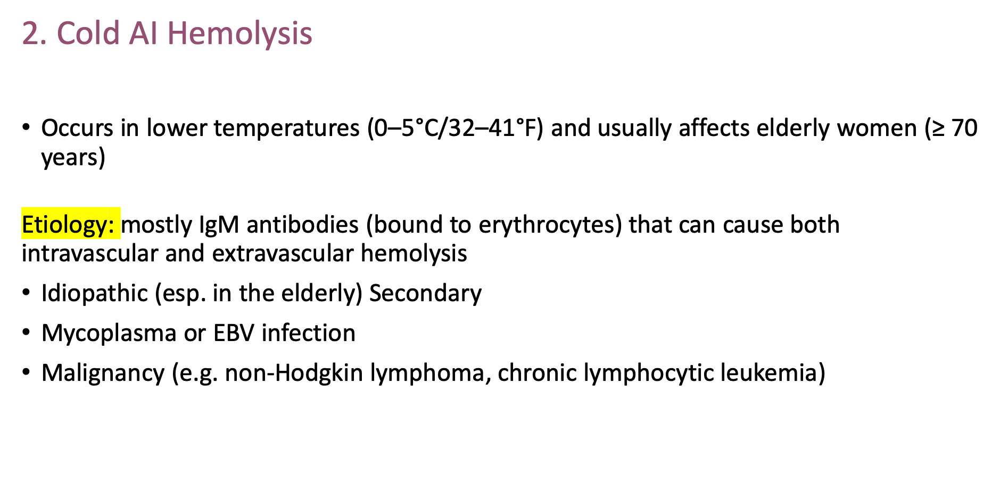 2. Cold AI Hemolysis
• Occurs in lower temperatures (0–5°C/32–41°F) and usually affects elderly women (≥ 70
years)
Etiology: mostly IgM antibodies (bound to erythrocytes) that can cause both
intravascular and extravascular hemolysis
• Idiopathic (esp. in the elderly) Secondary
• Mycoplasma or EBV infection
• Malignancy (e.g. non-Hodgkin lymphoma, chronic lymphocytic leukemia)